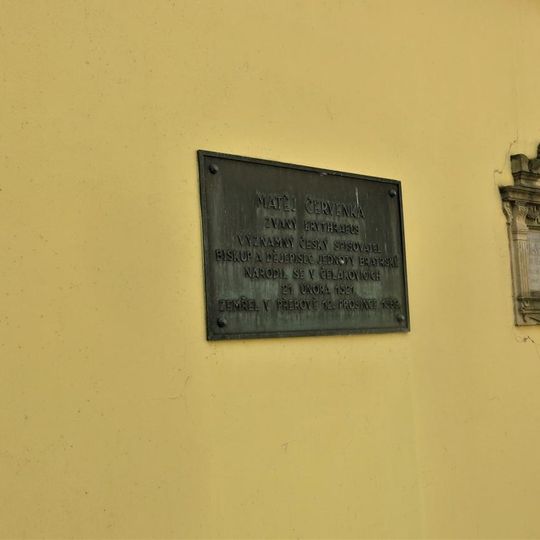 MATĚJ ČERVENKA
ZVANÝ ERYTHRAEUS
VÝZNAMNÝ ČESKÝ SPISOVATEL
BISKUP A DĚJEPISEC JEDNOTY BRATRSKÉ
NARODIL SE V ČELÁKOVICÍCH
21. ÚNORA 1521
ZEMŘEL V PŘEROVĚ 12. PROSINCE